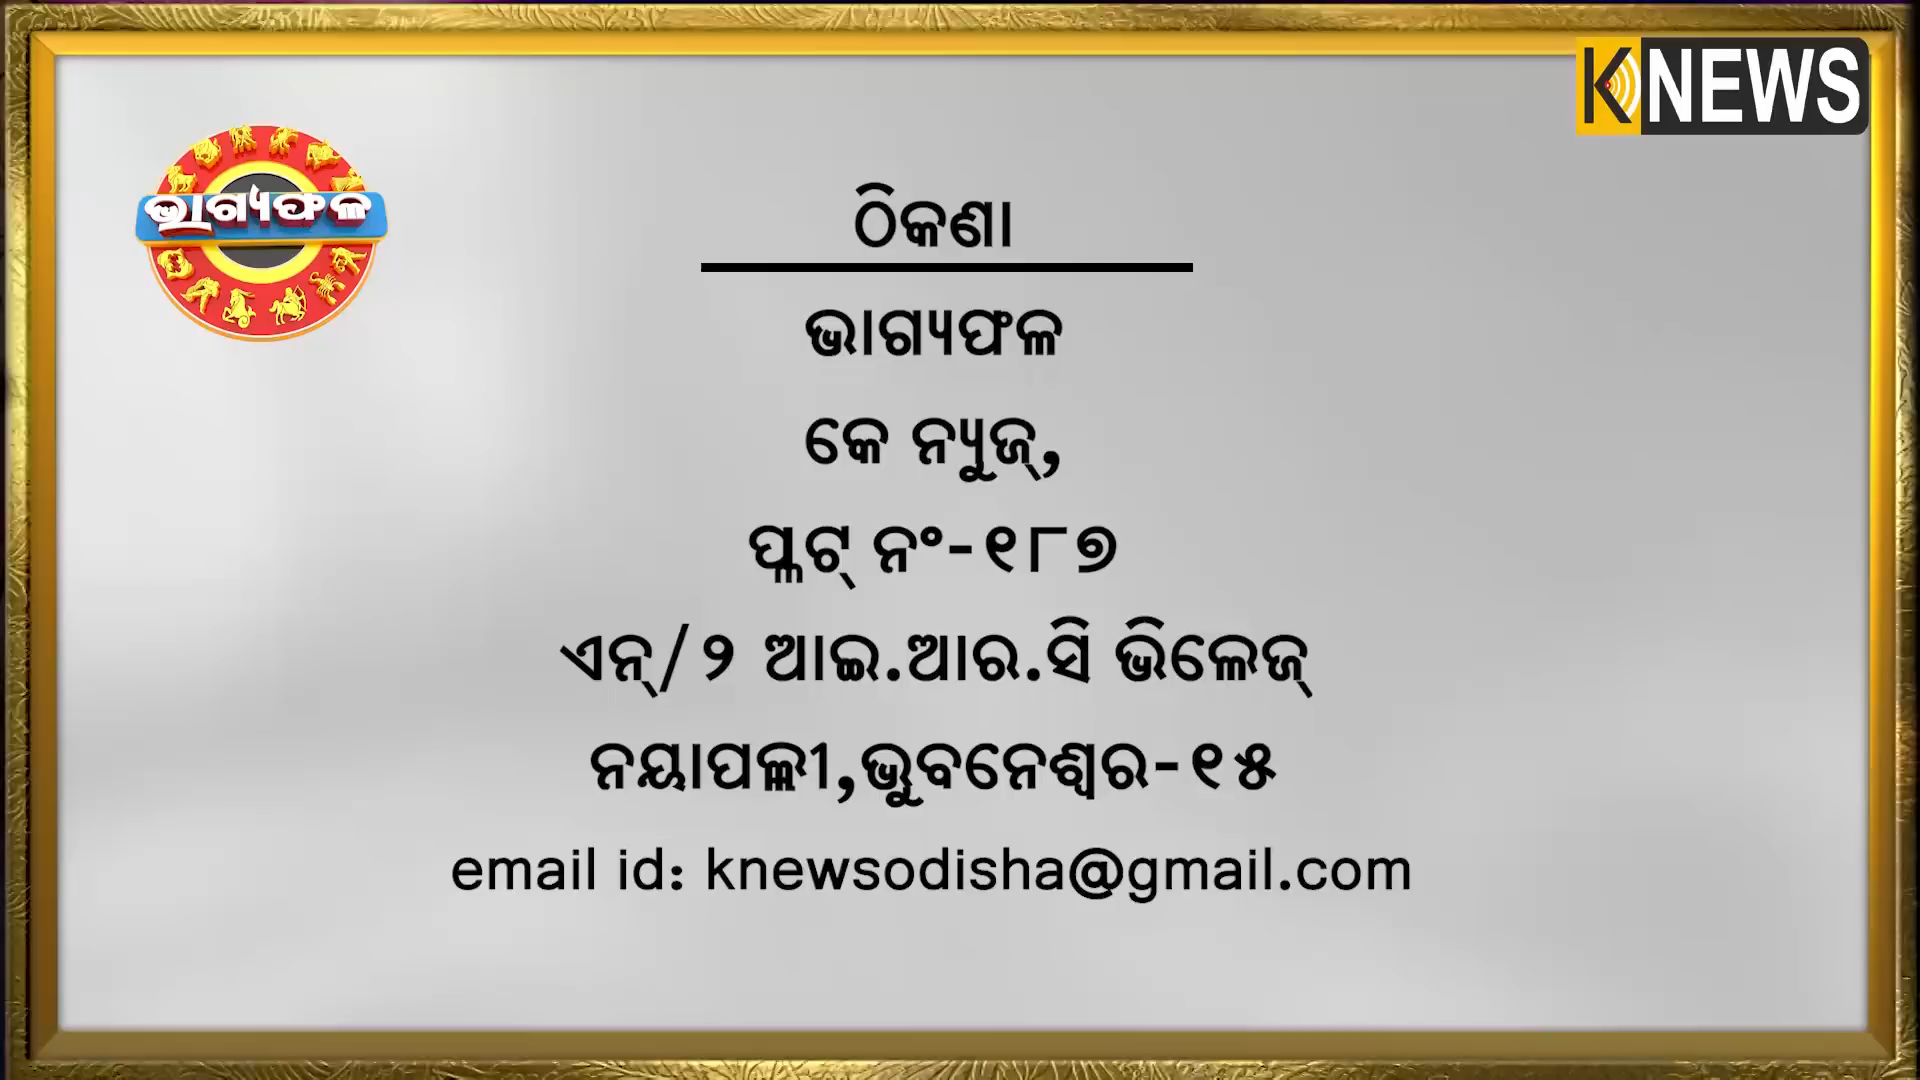 KNEWS
ଭାଗ୍ୟଫଳ
ଠିକଣା
ଭାଗ୍ୟଫଳ
କେ ନ୍ୟୁଜ୍,
ପ୍ଲଟ୍ ନଂ-୧୮୭
ଏନ୍/୨ ଆଇ.ଆର.ସି ଭିଲେଜ୍
ନୟାପଲ୍ଲୀ,ଭୁବନେଶ୍ୱର-୧୫
email id: knewsodisha@gmail.com